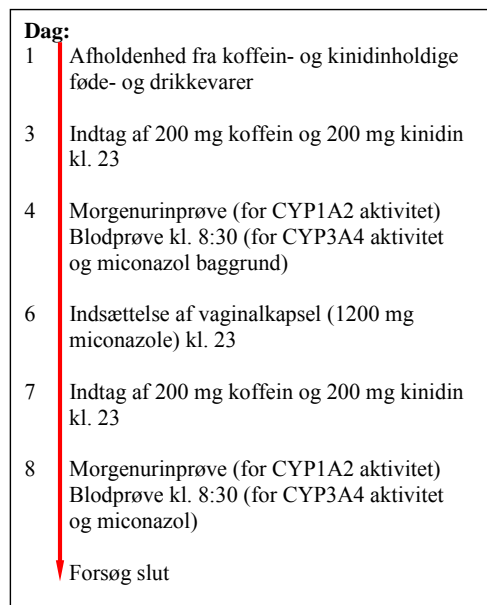 Dag:
1 Afholdenhed fra koffein- og kinidinholdige
føde- og drikkevarer
3 Indtag af 200 mg koffein og 200 mg kinidin
kl. 23
4 Morgenurinprøve (for CYP1A2 aktivitet)
Blodprøve kl. 8:30 (for CYP3A4 aktivitet
og miconazol baggrund)
6 Indsættelse af vaginalkapsel (1200 mg
miconazole) kl. 23
7 Indtag af 200 mg koffein og 200 mg kinidin
kl. 23
8 Morgenurinprøve (for CYP1A2 aktivitet)
Blodprøve kl. 8:30 (for CYP3A4 aktivitet
og miconazol)
Forsøg slut